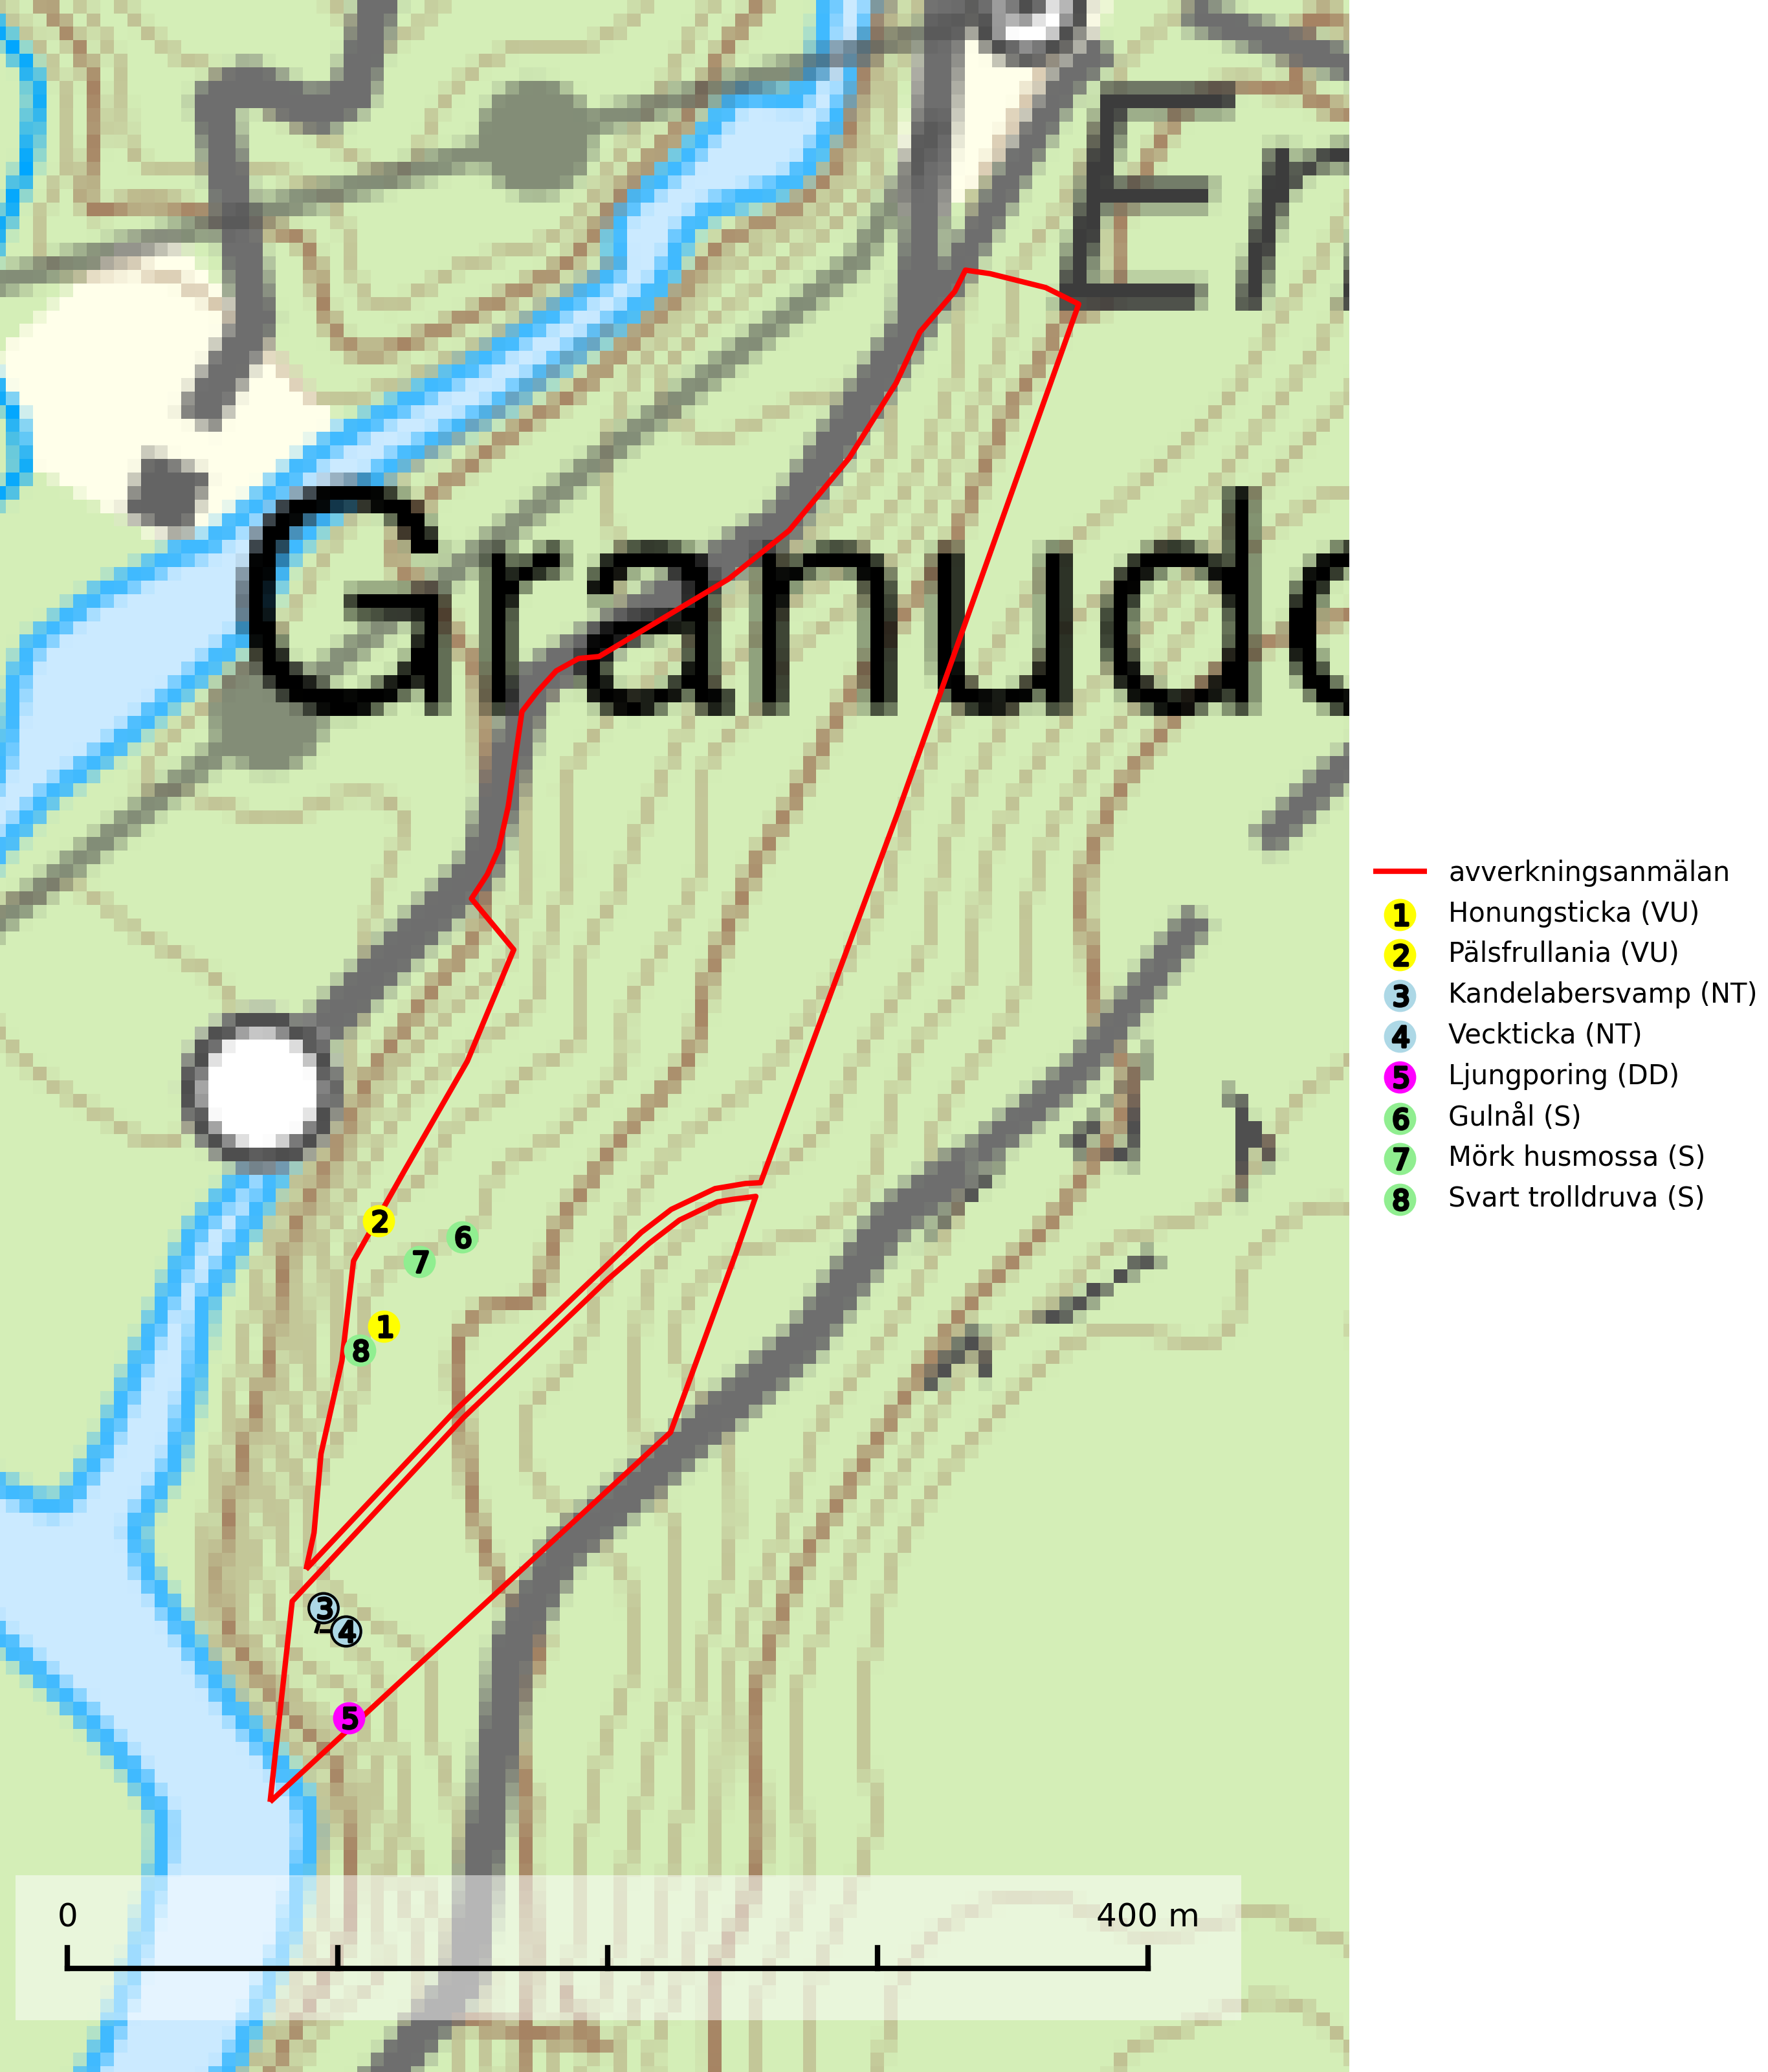 Er
Granudd
avverkningsanmälan
1 Honungsticka (VU)
2 Pälsfrullania (VU)
3 Kandelabersvamp (NT)
4 Veckticka (NT)
5 Ljungporing (DD)
6 Gulnål (S)
7 Mörk husmossa (S)
8 Svart trolldruva (S)
2
6
7
1
8
3
4
5
0 400 m